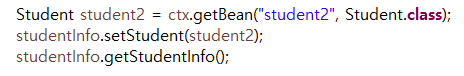 Student student2 = ctx.getBean("student2", Student.class);
studentInfo.setStudent(student2);
studentInfo.getStudentInfo();